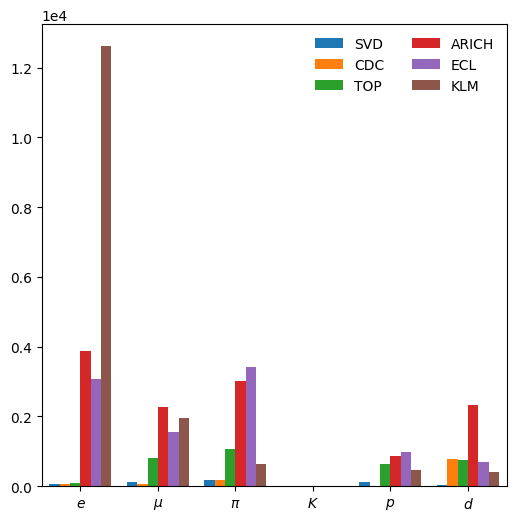 1e4
SVD
CDC
TOP
ARICH
ECL
KLM
1.2
1.0
0.8
0.6
0.4
0.2
0.0
e μ π K p d